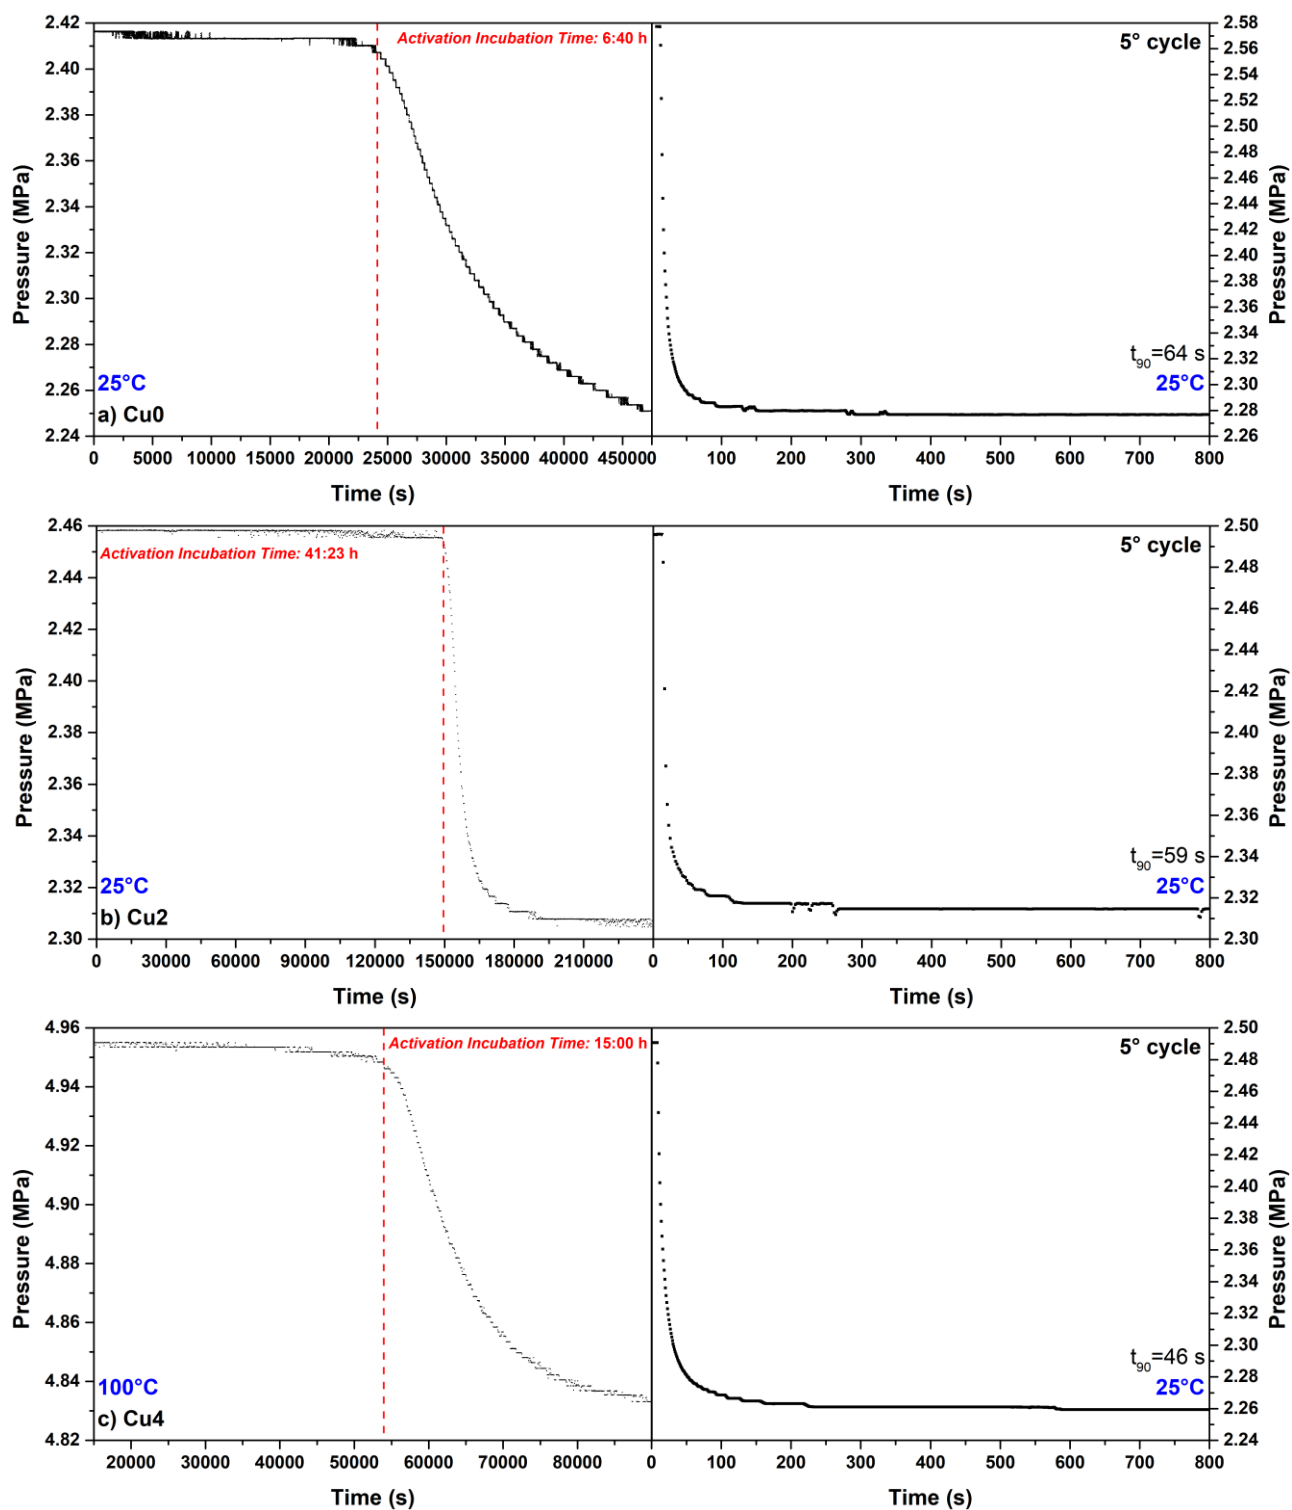 2.42
2.40
2.38
2.36
2.34
2.32
2.30
2.28
2.26
2.24
Pressure (MPa)
Activation Incubation Time: 6:40 h
25°C
a) Cu0
0 5000 10000 15000 20000 25000 30000 35000 40000 45000
Time (s)
5° cycle
t90=64 s
25°C
2.58
2.56
2.54
2.52
2.50
2.48
2.46
2.44
2.42
2.40
2.38
2.36
2.34
2.32
2.30
2.28
2.26
Pressure (MPa)
0 100 200 300 400 500 600 700 800
Time (s)
2.46
2.44
2.42
2.40
2.38
2.36
2.34
2.32
2.30
Pressure (MPa)
Activation Incubation Time: 41:23 h
25°C
b) Cu2
0 30000 60000 90000 120000 150000 180000 210000
Time (s)
5° cycle
t90=59 s
25°C
2.50
2.48
2.46
2.44
2.42
2.40
2.38
2.36
2.34
2.32
2.30
Pressure (MPa)
0 100 200 300 400 500 600 700 800
Time (s)
4.96
4.94
4.92
4.90
4.88
4.86
4.84
4.82
Pressure (MPa)
Activation Incubation Time: 15:00 h
100°C
c) Cu4
20000 30000 40000 50000 60000 70000 80000
Time (s)
5° cycle
t90=46 s
25°C
2.50
2.48
2.46
2.44
2.42
2.40
2.38
2.36
2.34
2.32
2.30
2.28
2.26
2.24
Pressure (MPa)
0 100 200 300 400 500 600 700 800
Time (s)